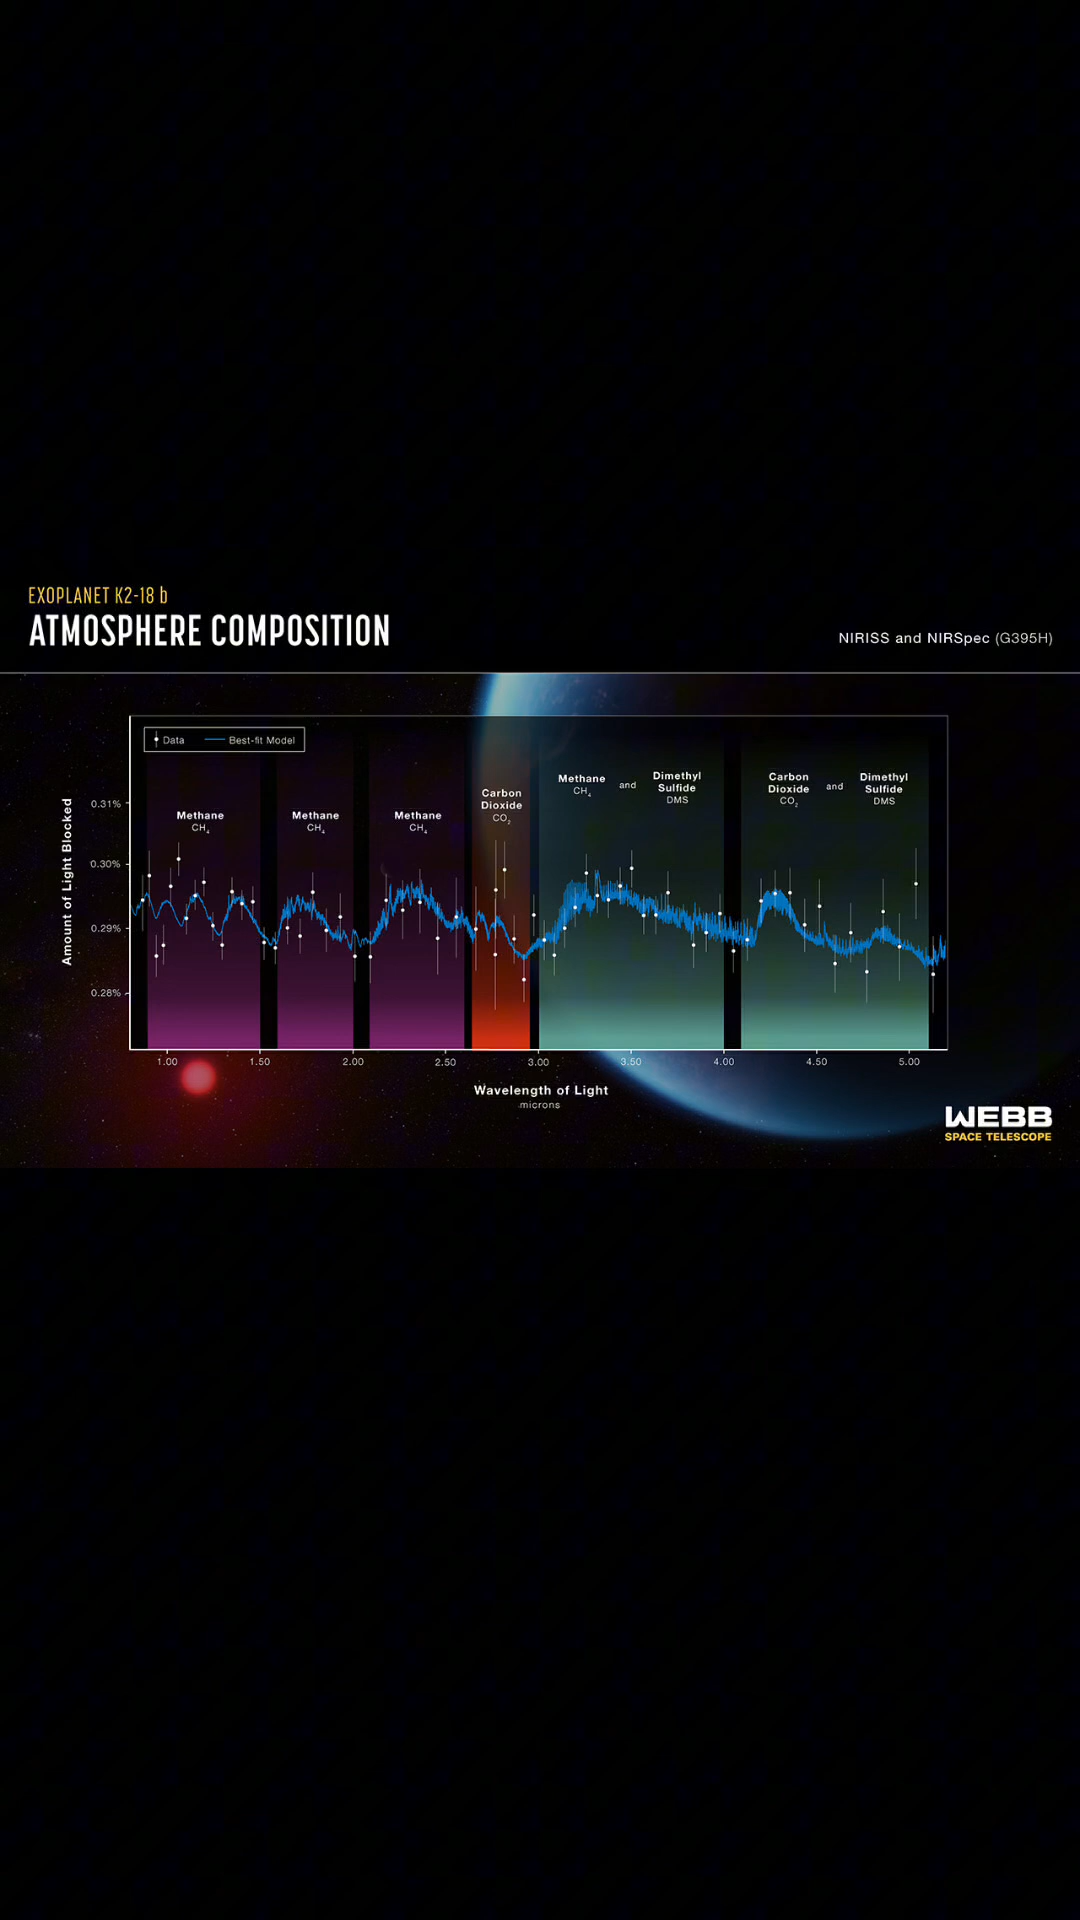 EXOPLANET K2-18 b
ATMOSPHERE COMPOSITION
NIRISS and NIRSpec (G395H)
Data
Best-fit Model
Methane
CH₄
Methane
CH₄
Methane
CH₄
Carbon
Dioxide
CO₂
Methane
CH₄
and
Dimethyl
Sulfide
DMS
Carbon
Dioxide
CO₂
and
Dimethyl
Sulfide
DMS
Amount of Light Blocked
0.31%
0.30%
0.29%
0.28%
1.00 1.50 2.00 2.50 3.00 3.50 4.00 4.50 5.00
Wavelength of Light
microns
WEBB
SPACE TELESCOPE